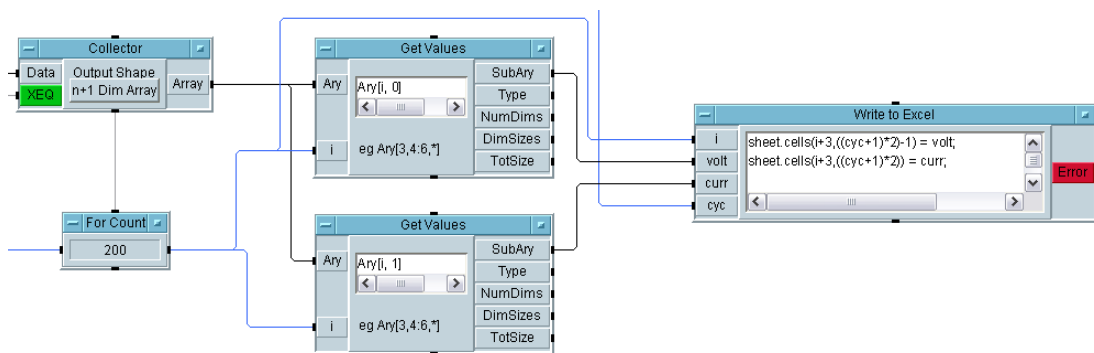 Collector
Data
Output Shape
n+1 Dim Array
Array
XEQ
Get Values
Ary
Ary[i, 0]
i
eg Ary[3,4:6,*]
SubAry
Type
NumDims
DimSizes
TotSize
For Count
200
Get Values
Ary
Ary[i, 1]
i
eg Ary[3,4:6,*]
SubAry
Type
NumDims
DimSizes
TotSize
Write to Excel
i
volt
curr
cyc
sheet.cells(i+3,((cyc+1)*2)-1) = volt;
sheet.cells(i+3,((cyc+1)*2)) = curr;
Error